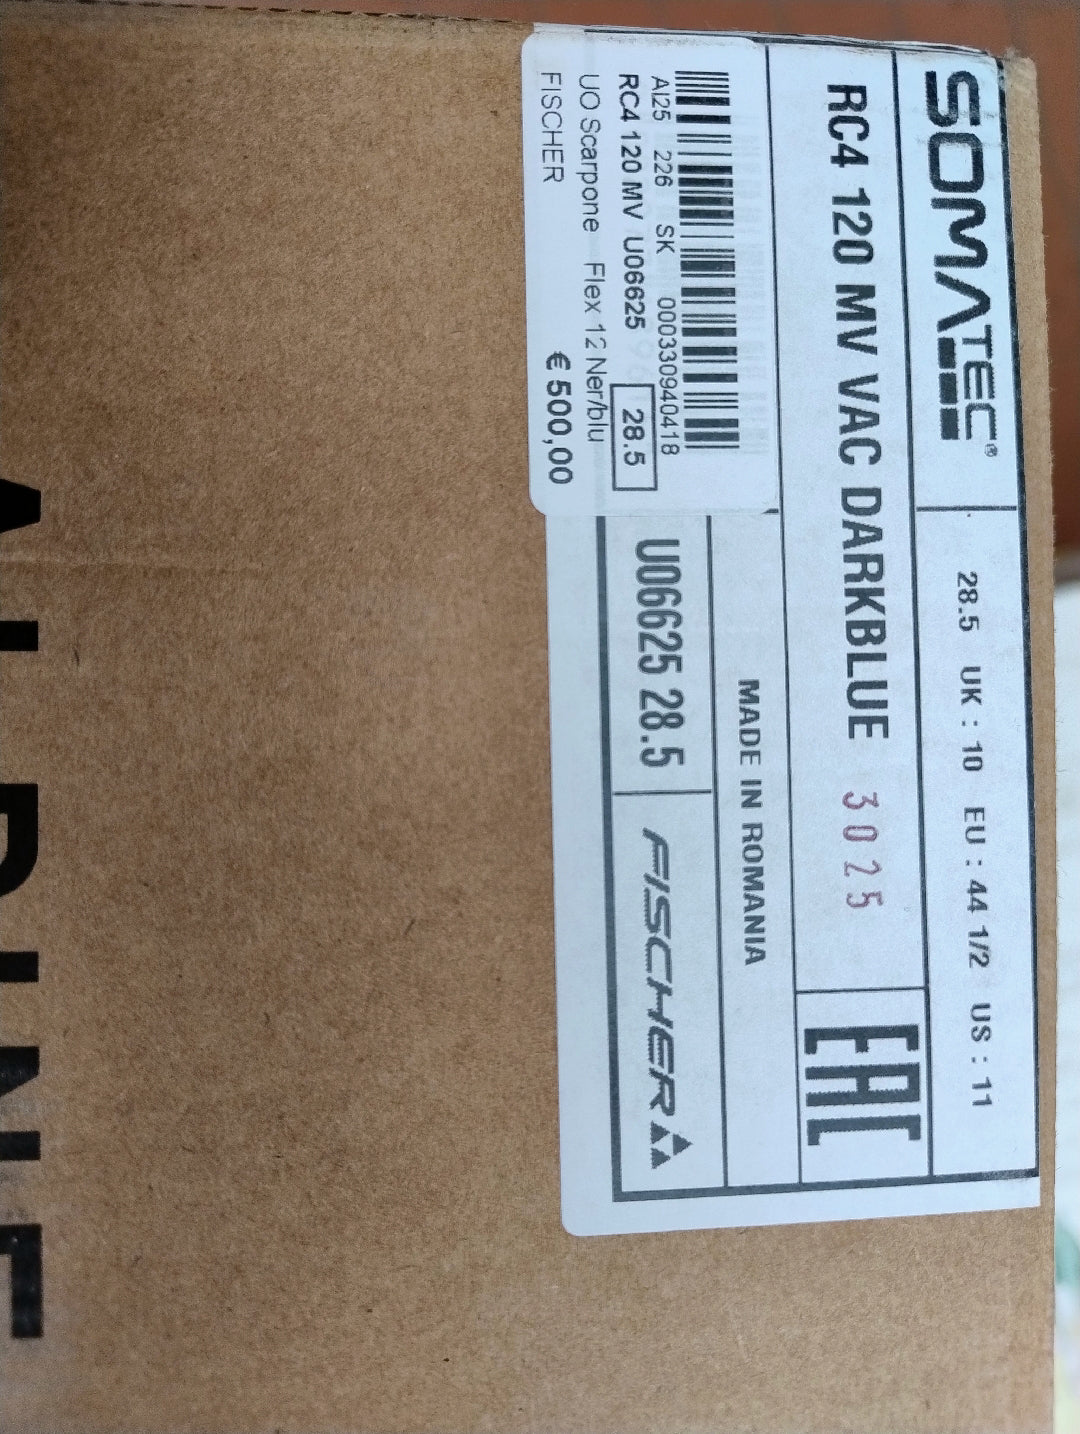 SOMATEC®
28.5 UK : 10 EU : 44 1/2 US : 11
RC4 120 MV VAC DARKBLUE 3025
EAC
MADE IN ROMANIA
U06625 28.5
FISCHER
AI25 226 SK 000330940418
RC4 120 MV U06625 28.5
UO Scarpone Flex 12 Ner/blu
FISCHER € 500,00
ALPINE